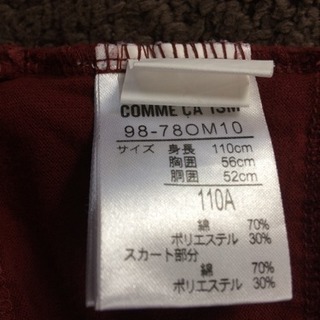 COMME ÇA ISM
98-78OM10
サイズ 身長 110cm
胸囲 56cm
胴囲 52cm
110A
綿 70%
ポリエステル 30%
スカート部分
綿 70%
ポリエステル 30%